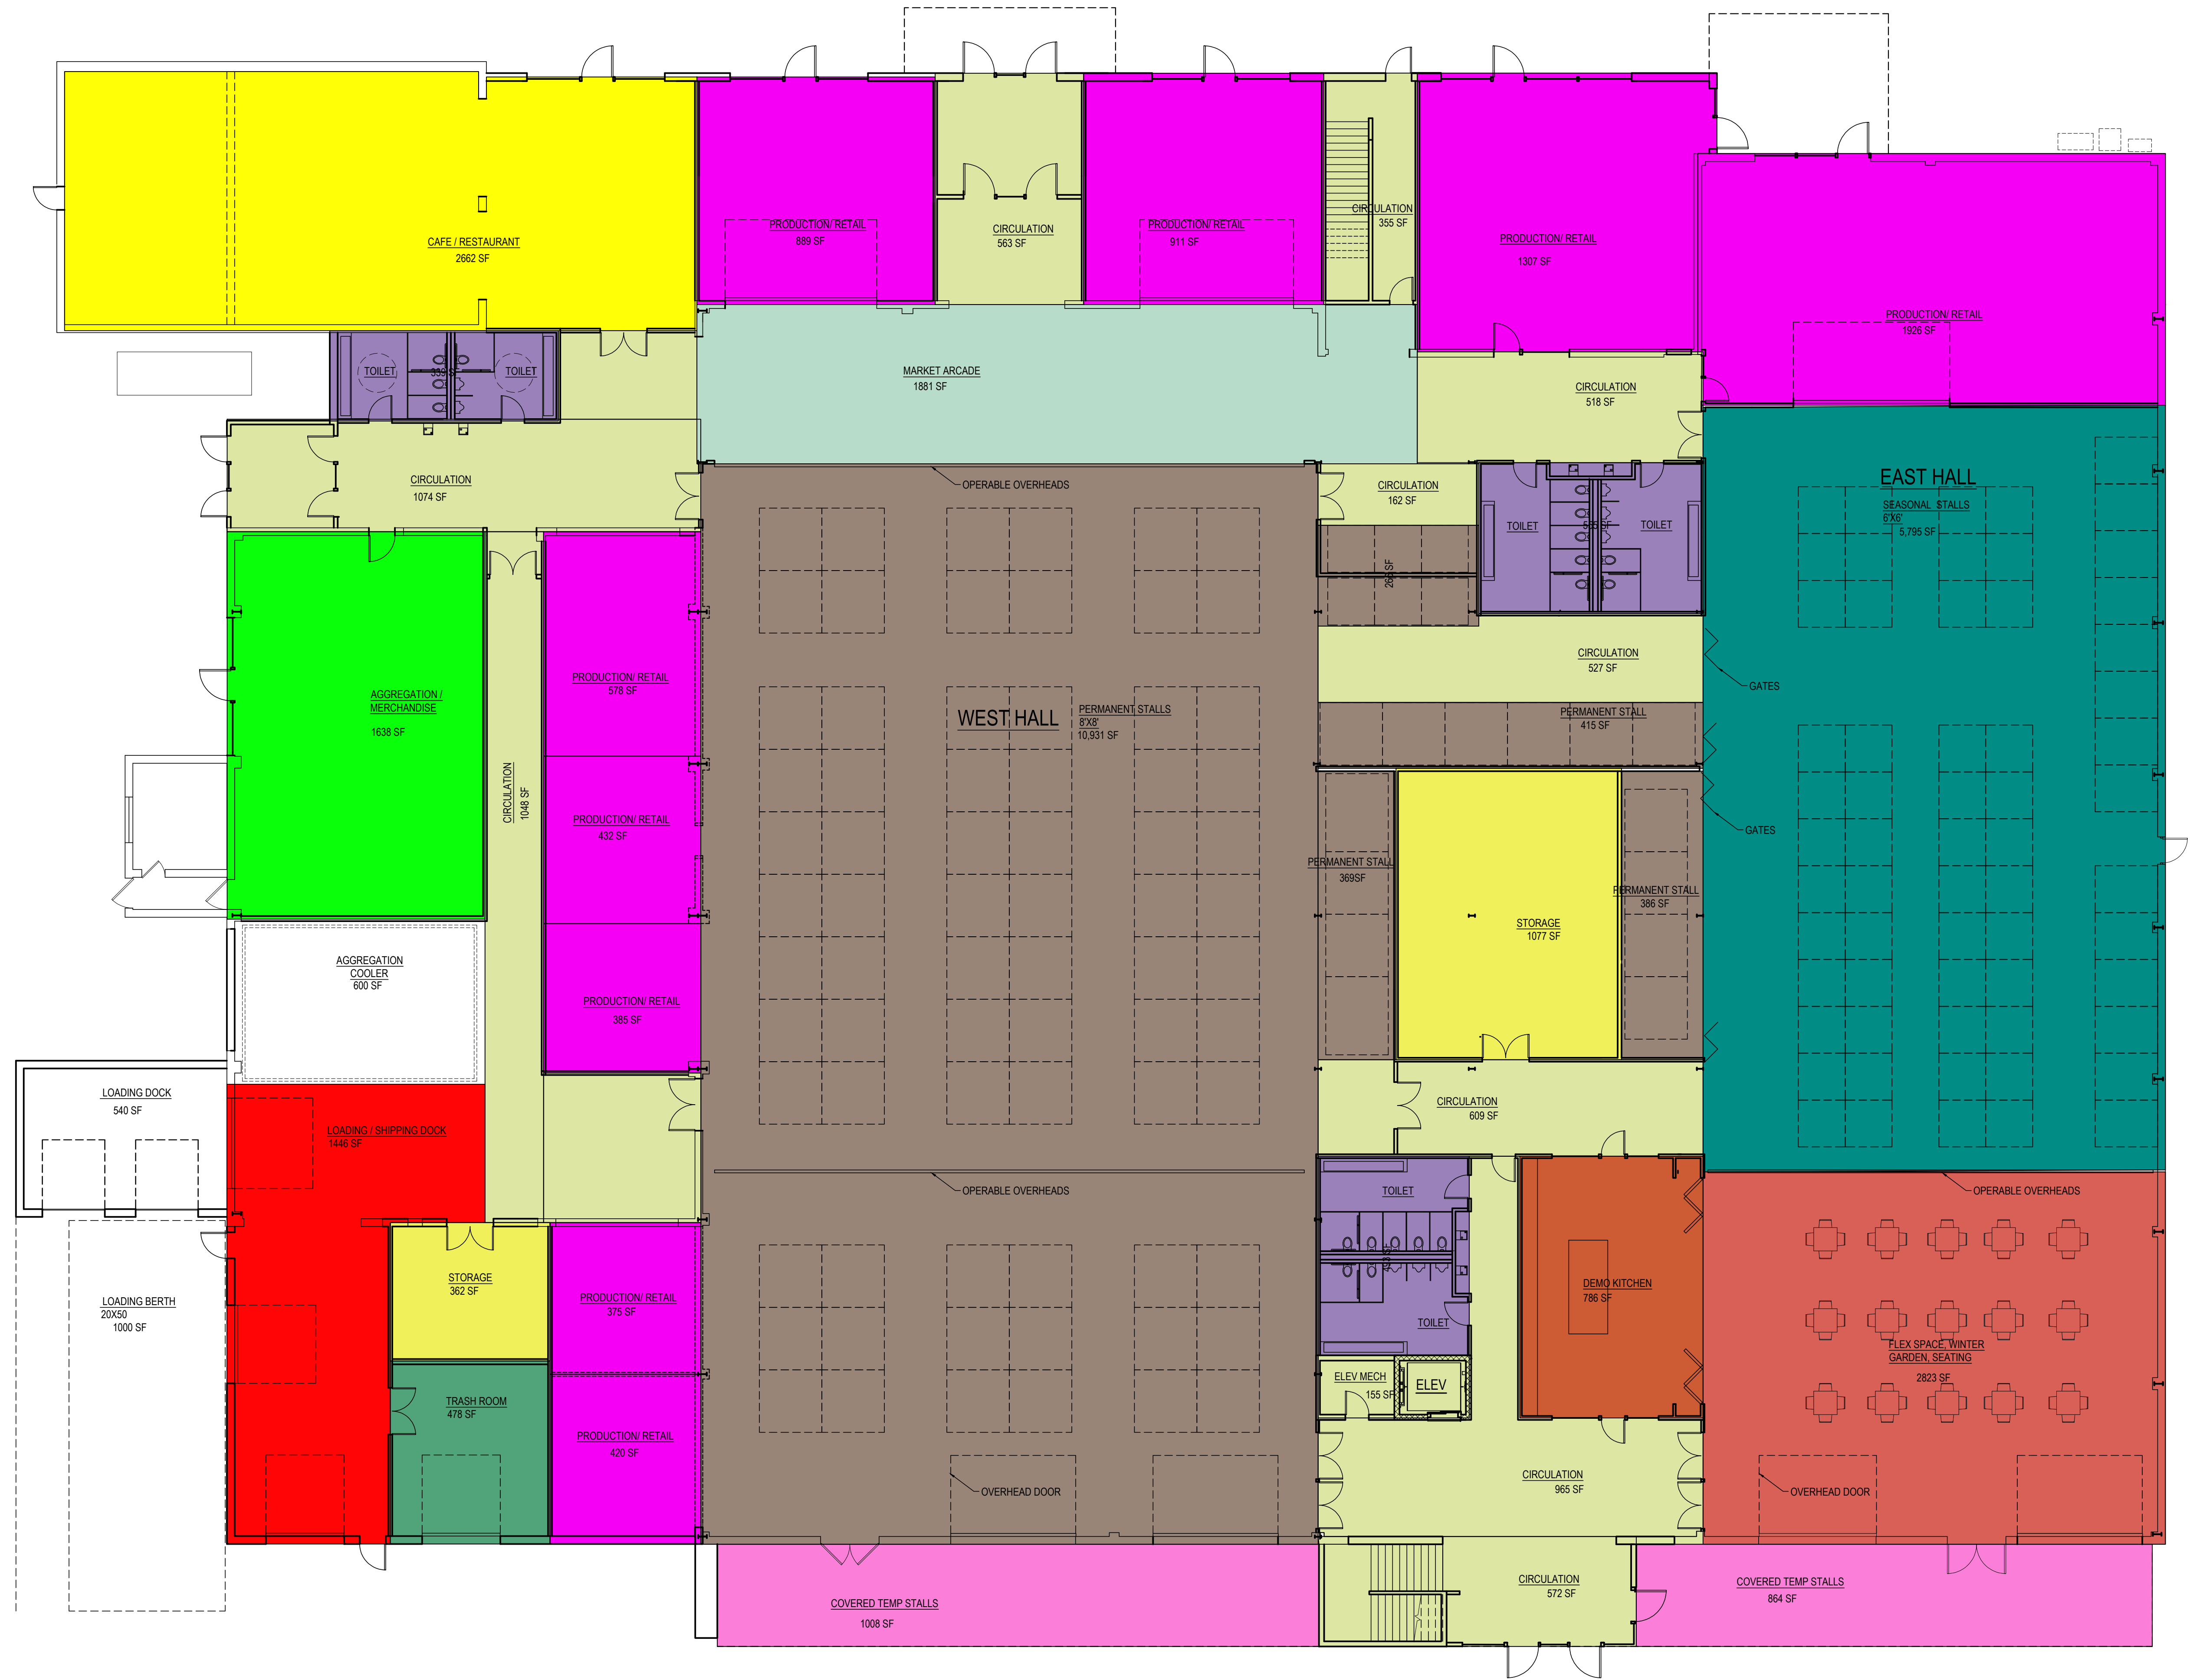 CAFE / RESTAURANT
2662 SF
PRODUCTION/ RETAIL
889 SF
CIRCULATION
563 SF
PRODUCTION/ RETAIL
911 SF
CIRCULATION
355 SF
PRODUCTION/ RETAIL
1307 SF
PRODUCTION/ RETAIL
1926 SF
TOILET
339 SF
TOILET
MARKET ARCADE
1881 SF
CIRCULATION
518 SF
CIRCULATION
1074 SF
OPERABLE OVERHEADS
CIRCULATION
162 SF
TOILET
SF
TOILET
EAST HALL
SEASONAL STALLS
6'X6'
5,795 SF
SF
CIRCULATION
527 SF
GATES
AGGREGATION /
MERCHANDISE
1638 SF
CIRCULATION
1048 SF
PRODUCTION/ RETAIL
578 SF
WEST HALL
PERMANENT STALLS
8'X8'
10,931 SF
PERMANENT STALL
415 SF
PRODUCTION/ RETAIL
432 SF
GATES
PERMANENT STALL
369SF
STORAGE
1077 SF
PERMANENT STALL
386 SF
AGGREGATION
COOLER
600 SF
PRODUCTION/ RETAIL
385 SF
LOADING DOCK
540 SF
LOADING / SHIPPING DOCK
1446 SF
CIRCULATION
609 SF
OPERABLE OVERHEADS
TOILET
493 SF
TOILET
OPERABLE OVERHEADS
LOADING BERTH
20X50
1000 SF
STORAGE
362 SF
PRODUCTION/ RETAIL
375 SF
DEMO KITCHEN
786 SF
FLEX SPACE, WINTER
GARDEN, SEATING
2823 SF
TRASH ROOM
478 SF
PRODUCTION/ RETAIL
420 SF
ELEV MECH
155 SF
ELEV
OVERHEAD DOOR
CIRCULATION
965 SF
OVERHEAD DOOR
COVERED TEMP STALLS
1008 SF
CIRCULATION
572 SF
COVERED TEMP STALLS
864 SF